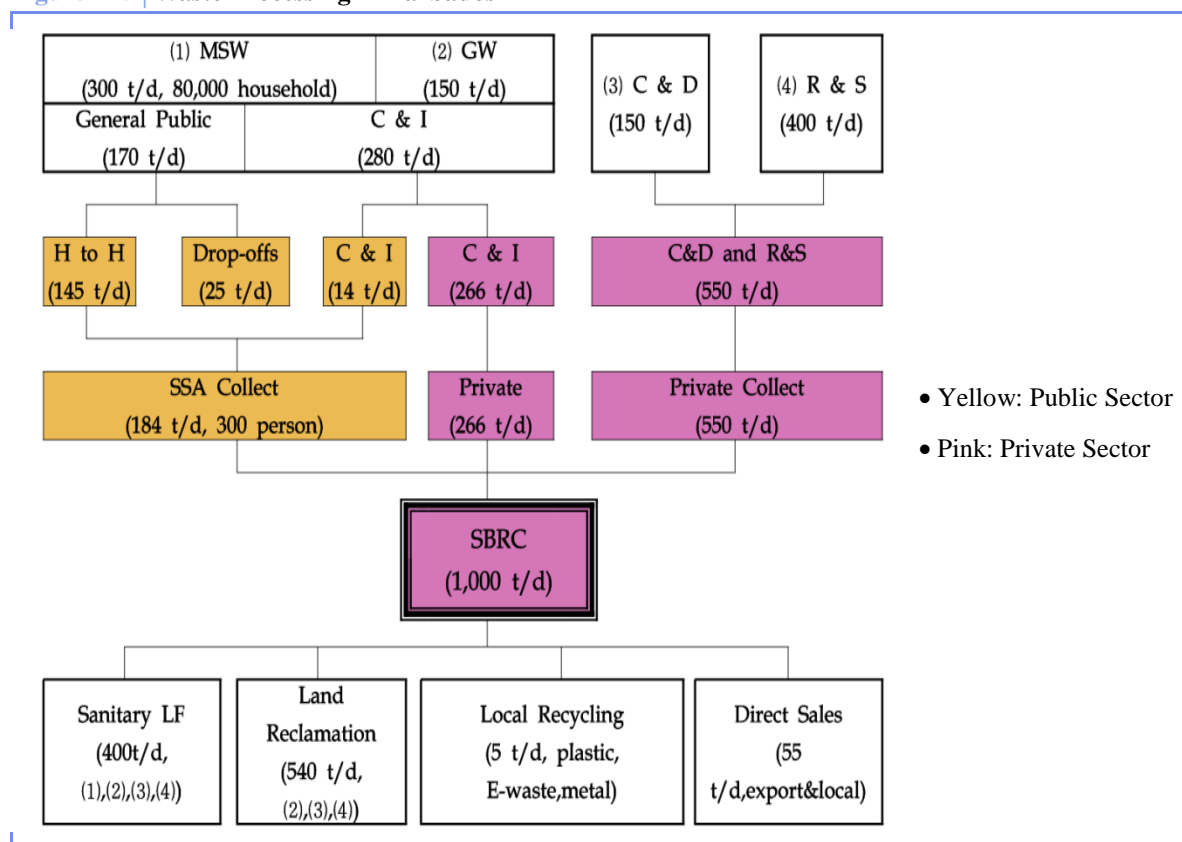 (1) MSW
(300 t/d, 80,000 household)
(2) GW
(150 t/d)
(3) C & D
(150 t/d)
(4) R & S
(400 t/d)
General Public
(170 t/d)
C & I
(280 t/d)
H to H
(145 t/d)
Drop-offs
(25 t/d)
C & I
(14 t/d)
C & I
(266 t/d)
C&D and R&S
(550 t/d)
SSA Collect
(184 t/d, 300 person)
Private
(266 t/d)
Private Collect
(550 t/d)
• Yellow: Public Sector
• Pink: Private Sector
SBRC
(1,000 t/d)
Sanitary LF
(400t/d,
(1),(2),(3),(4))
Land
Reclamation
(540 t/d,
(2),(3),(4))
Local Recycling
(5 t/d, plastic,
E-waste,metal)
Direct Sales
(55
t/d,export&local)